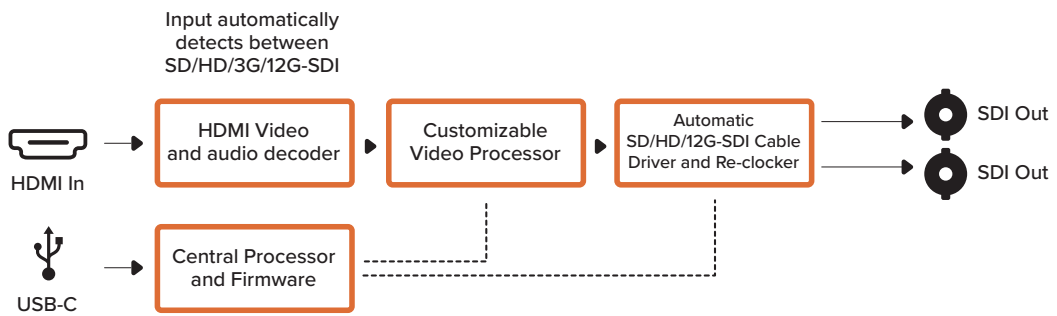 Input automatically
detects between
SD/HD/3G/12G-SDI
HDMI In
HDMI Video
and audio decoder
Customizable
Video Processor
Automatic
SD/HD/12G-SDI Cable
Driver and Re-clocker
SDI Out
SDI Out
USB-C
Central Processor
and Firmware